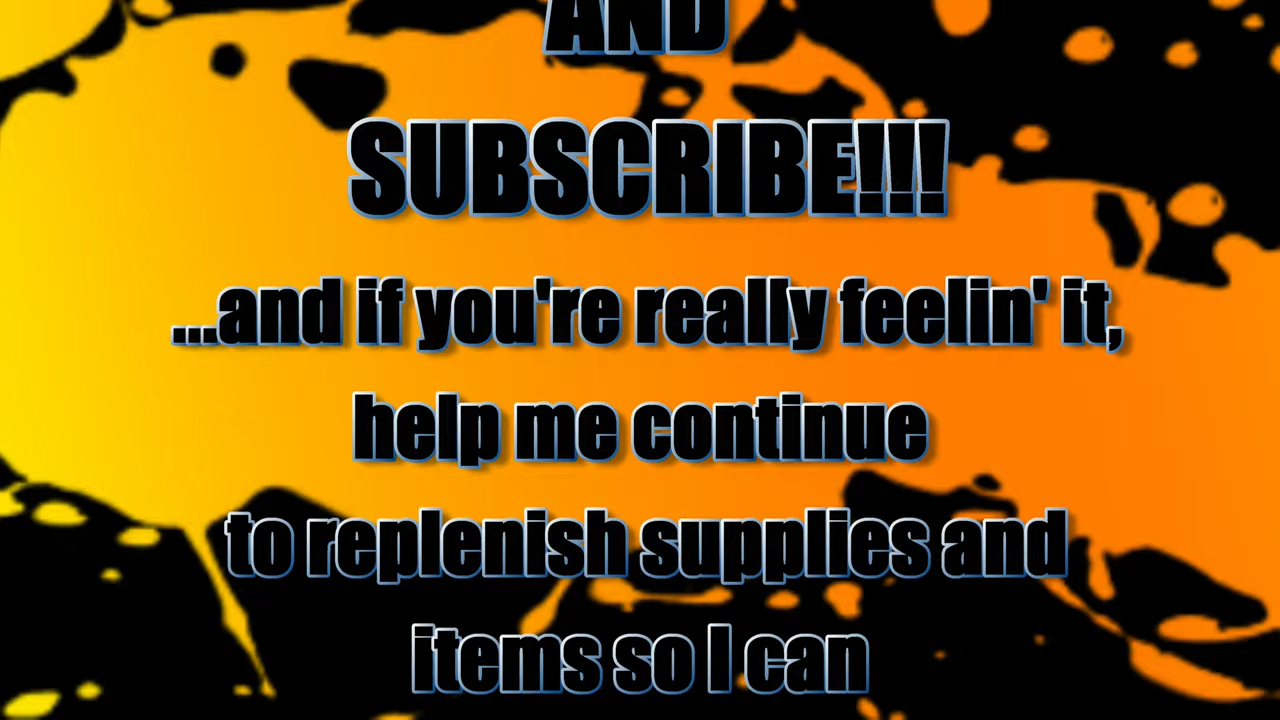 AND
SUBSCRIBE!!!
...and if you're really feelin' it,
help me continue
to replenish supplies and
items so I can